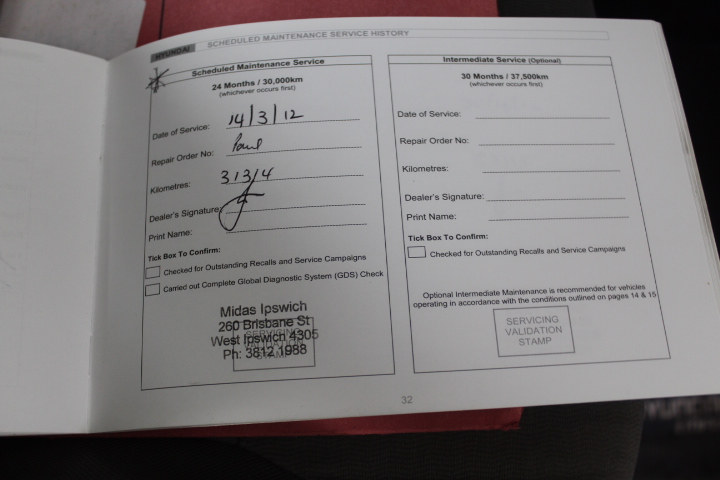 HYUNDAI SCHEDULED MAINTENANCE SERVICE HISTORY
Scheduled Maintenance Service
24 Months / 30,000km
(whichever occurs first)
Date of Service: 14/3/12
Repair Order No:
Kilometres: 31314
Dealer's Signature:
Print Name:
Tick Box To Confirm:
Checked for Outstanding Recalls and Service Campaigns
Carried out Complete Global Diagnostic System (GDS) Check
Midas Ipswich
260 Brisbane St
West Ipswich 4305
Ph: 3812 1988
SERVICING
VALIDATION
STAMP
Intermediate Service (Optional)
30 Months / 37,500km
(whichever occurs first)
Date of Service:
Repair Order No:
Kilometres:
Dealer's Signature:
Print Name:
Tick Box To Confirm:
Checked for Outstanding Recalls and Service Campaigns
Optional Intermediate Maintenance is recommended for vehicles
operating in accordance with the conditions outlined on pages 14 & 15
SERVICING
VALIDATION
STAMP
32